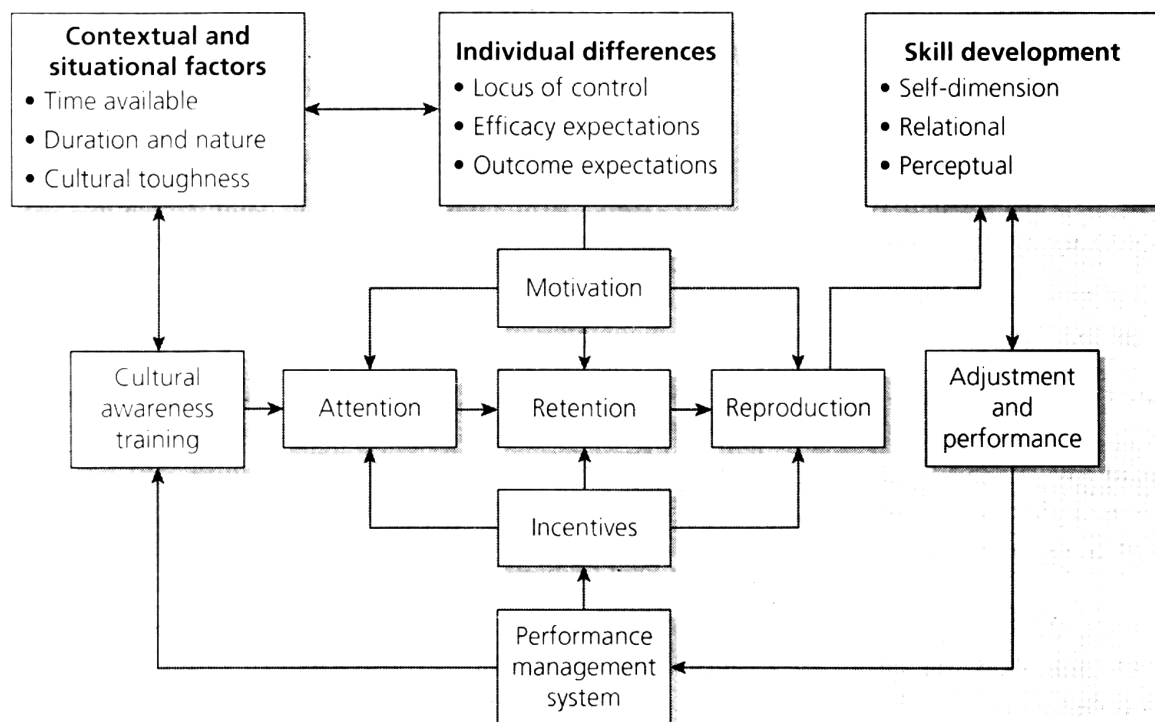 Contextual and
situational factors
• Time available
• Duration and nature
• Cultural toughness
Individual differences
• Locus of control
• Efficacy expectations
• Outcome expectations
Skill development
• Self-dimension
• Relational
• Perceptual
Motivation
Cultural
awareness
training
Attention
Retention
Reproduction
Adjustment
and
performance
Incentives
Performance
management
system